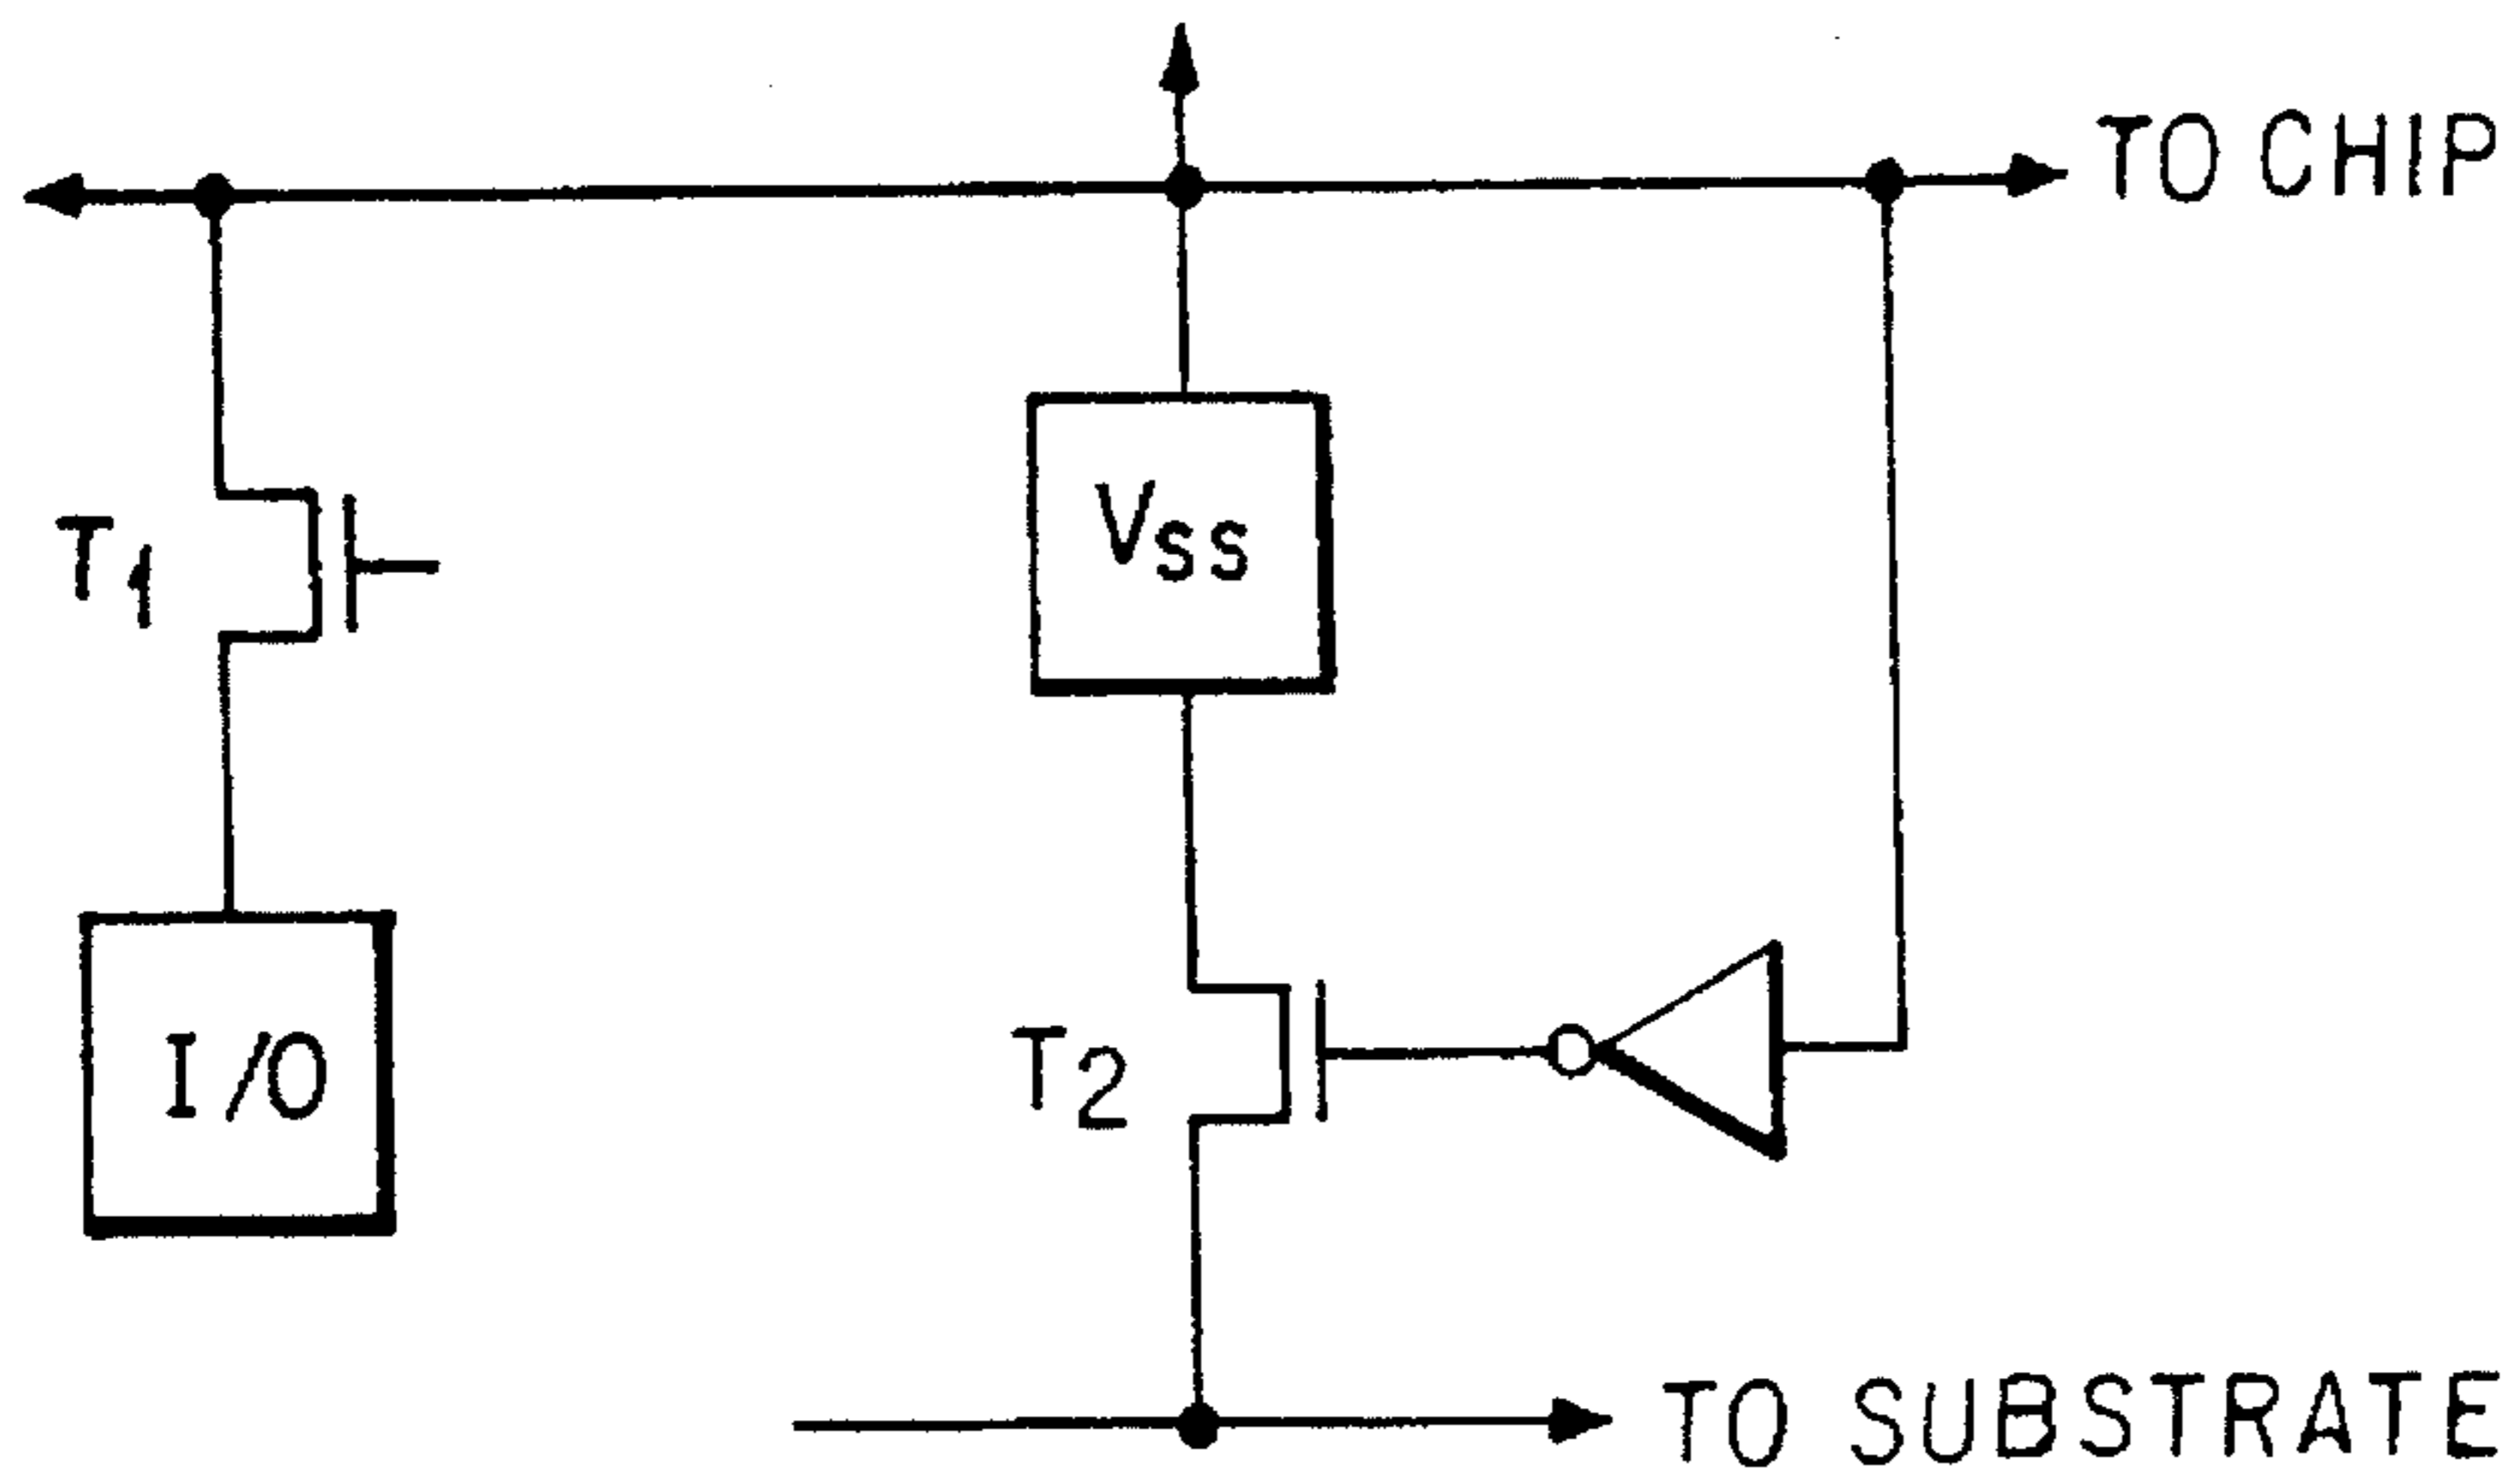 TO CHIP
T1
Vss
I/O
T2
TO SUBSTRATE